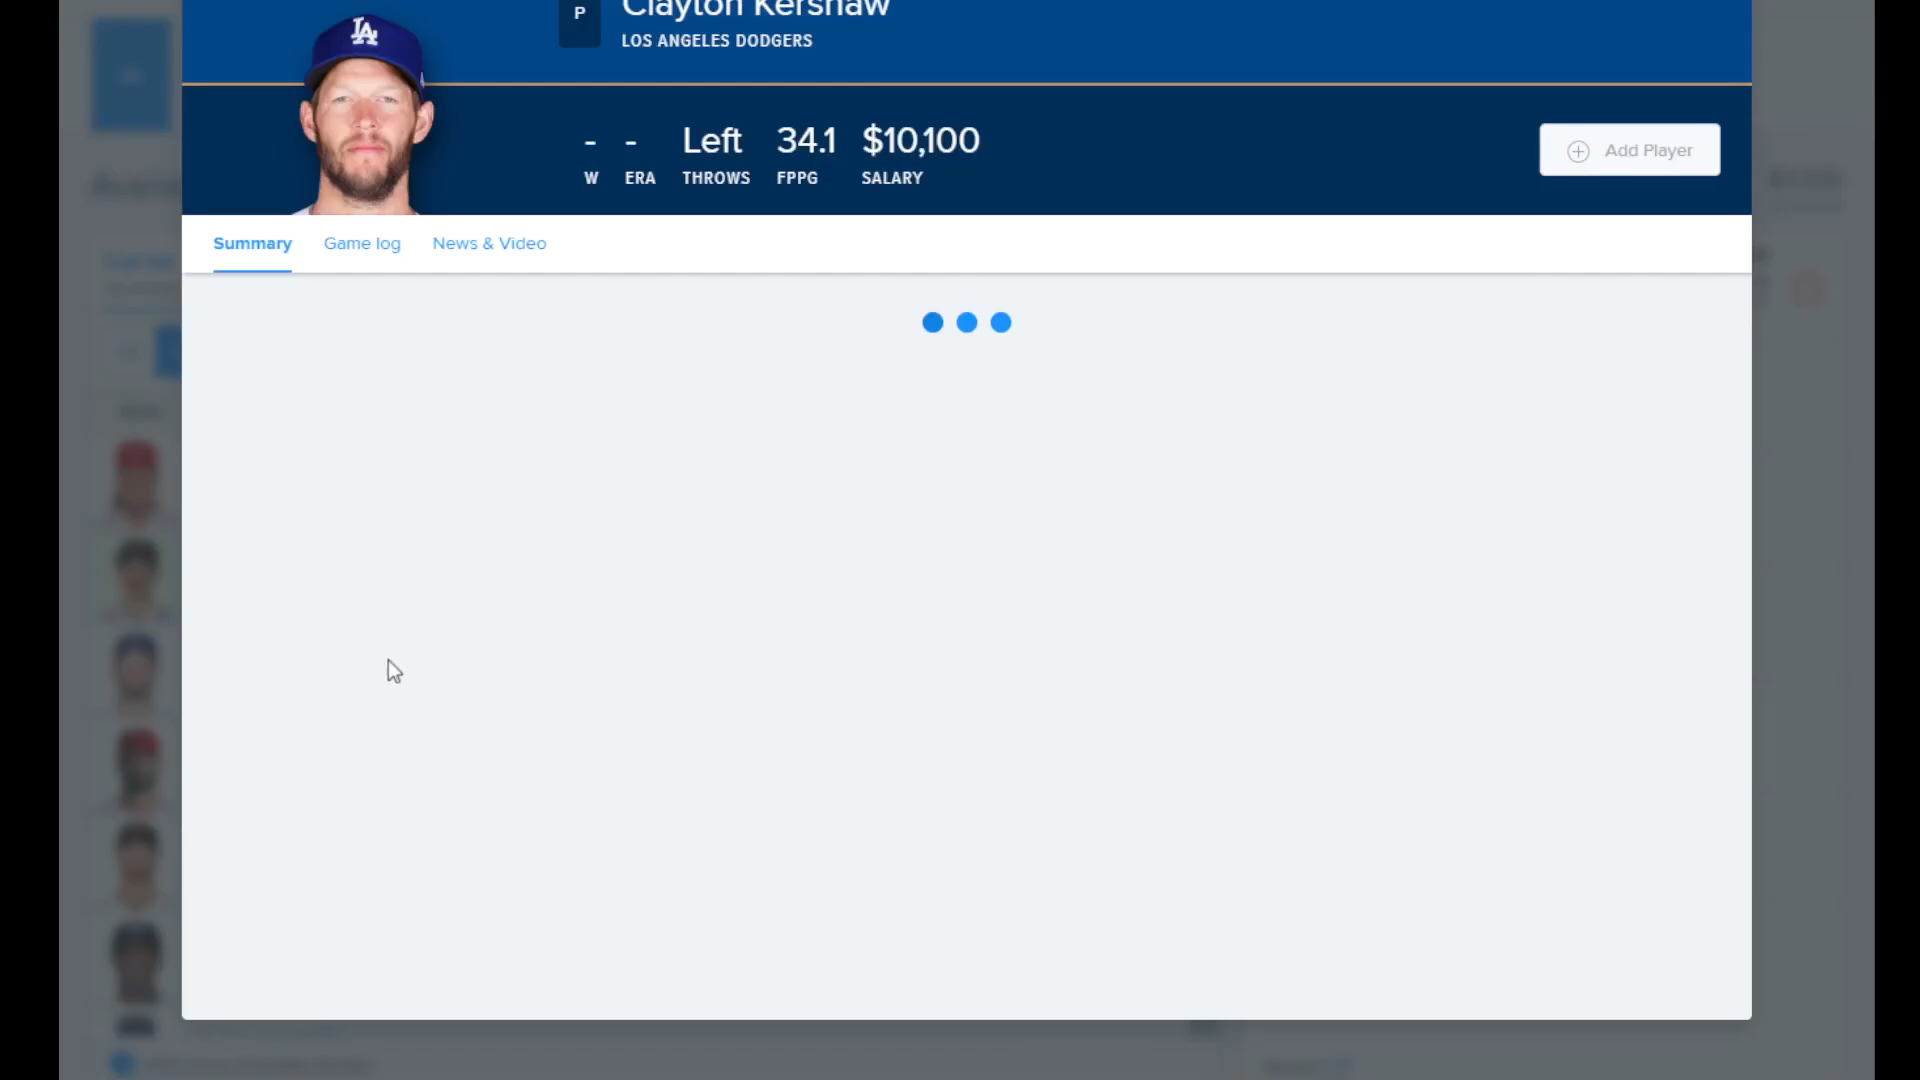 P
Clayton Kershaw
LOS ANGELES DODGERS
LA
- - Left 34.1 $10,100
W ERA THROWS FPPG SALARY
Add Player
Summary Game log News & Video